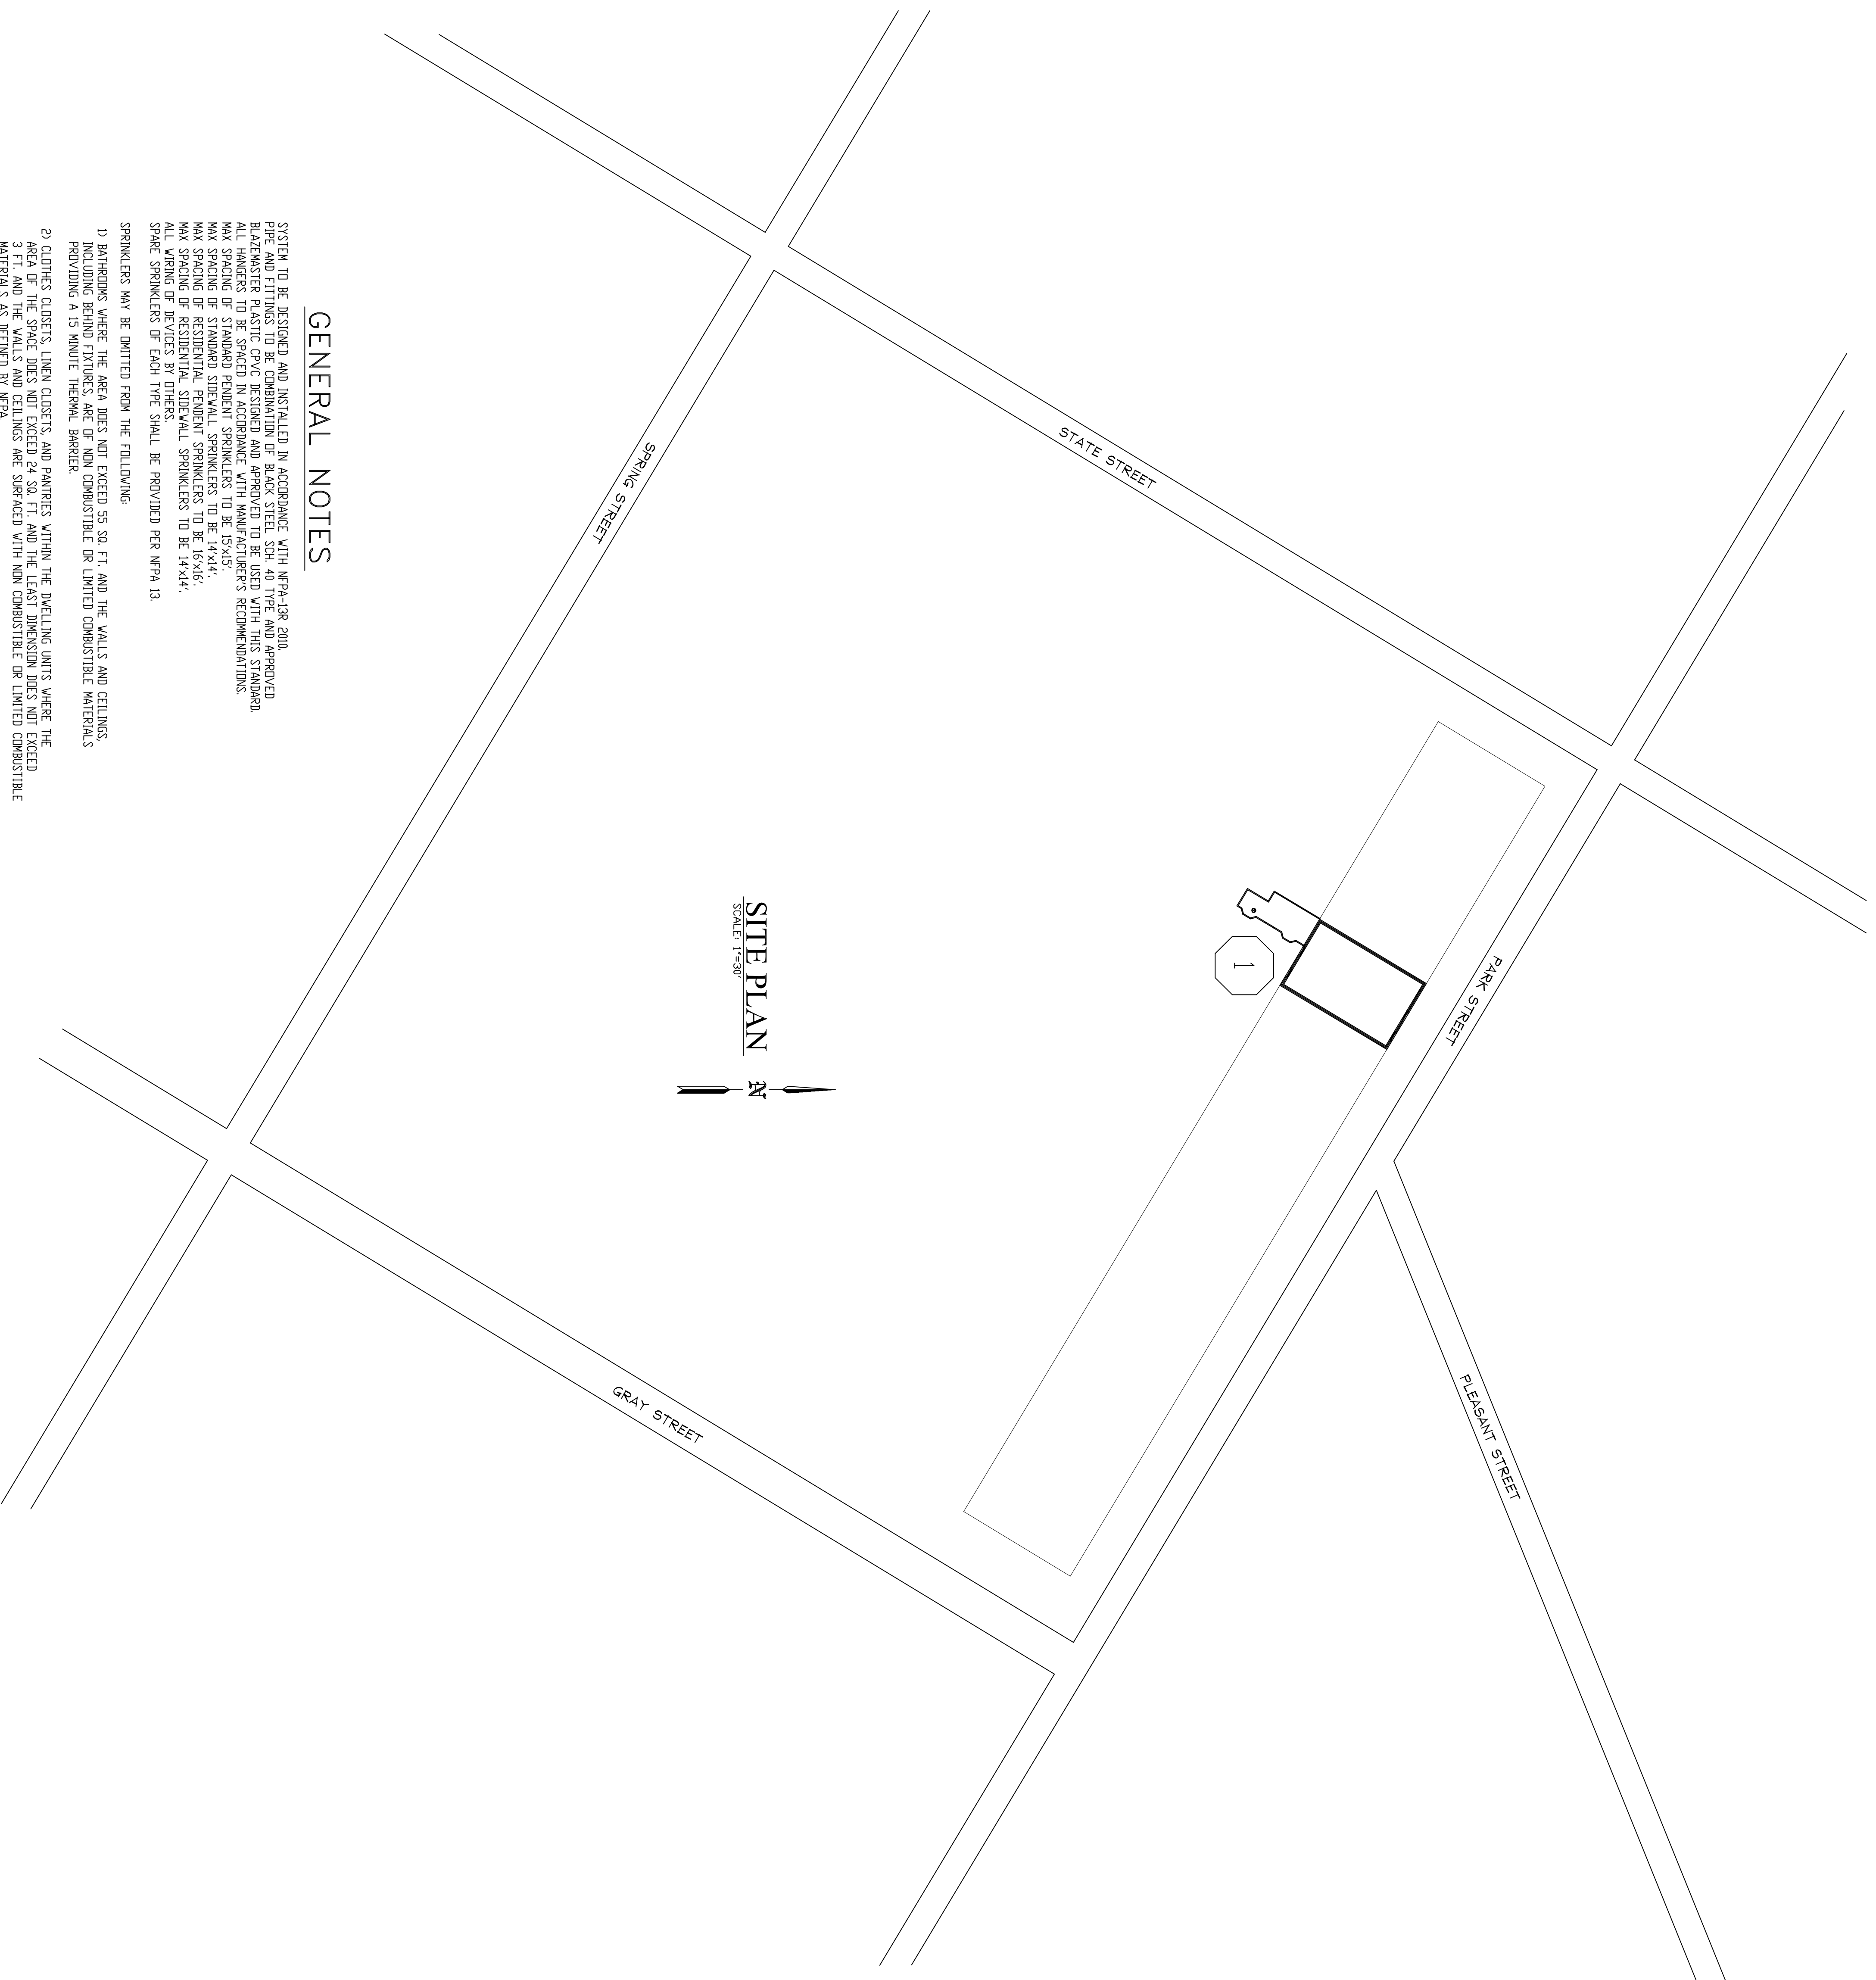 PARK STREET
PLEASANT STREET
STATE STREET
1
SITE PLAN
SCALE: 1"=30'
N
SPRING STREET
GRAY STREET
GENERAL NOTES
SYSTEM TO BE DESIGNED AND INSTALLED IN ACCORDANCE WITH NFPA-13R 2010.
PIPE AND FITTINGS TO BE COMBINATION OF BLACK STEEL SCH. 40 TYPE AND APPROVED
BLAZEMASTER PLASTIC CPVC DESIGNED AND APPROVED TO BE USED WITH THIS STANDARD.
ALL HANGERS TO BE SPACED IN ACCORDANCE WITH MANUFACTURER'S RECOMMENDATIONS.
MAX SPACING OF STANDARD PENDENT SPRINKLERS TO BE 15'x15'.
MAX SPACING OF STANDARD SIDEWALL SPRINKLERS TO BE 14'x14'.
MAX SPACING OF RESIDENTIAL PENDENT SPRINKLERS TO BE 16'x16'.
MAX SPACING OF RESIDENTIAL SIDEWALL SPRINKLERS TO BE 14'x14'.
ALL WIRING OF DEVICES BY OTHERS.
SPARE SPRINKLERS OF EACH TYPE SHALL BE PROVIDED PER NFPA 13.
SPRINKLERS MAY BE OMITTED FROM THE FOLLOWING:
1) BATHROOMS WHERE THE AREA DOES NOT EXCEED 55 SQ. FT. AND THE WALLS AND CEILINGS,
INCLUDING BEHIND FIXTURES, ARE OF NON COMBUSTIBLE OR LIMITED COMBUSTIBLE MATERIALS
PROVIDING A 15 MINUTE THERMAL BARRIER.
2) CLOTHES CLOSETS, LINEN CLOSETS, AND PANTRIES WITHIN THE DWELLING UNITS WHERE THE
AREA OF THE SPACE DOES NOT EXCEED 24 SQ. FT. AND THE LEAST DIMENSION DOES NOT EXCEED
3 FT. AND THE WALLS AND CEILINGS ARE SURFACED WITH NON COMBUSTIBLE OR LIMITED COMBUSTIBLE
MATERIALS AS DEFINED BY NFPA.